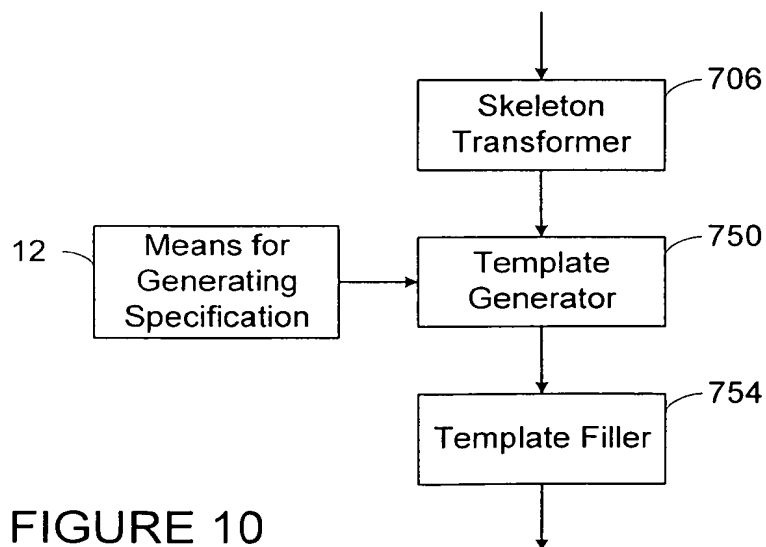 706
Skeleton
Transformer
12
Means for
Generating
Specification
750
Template
Generator
754
Template Filler
FIGURE 10